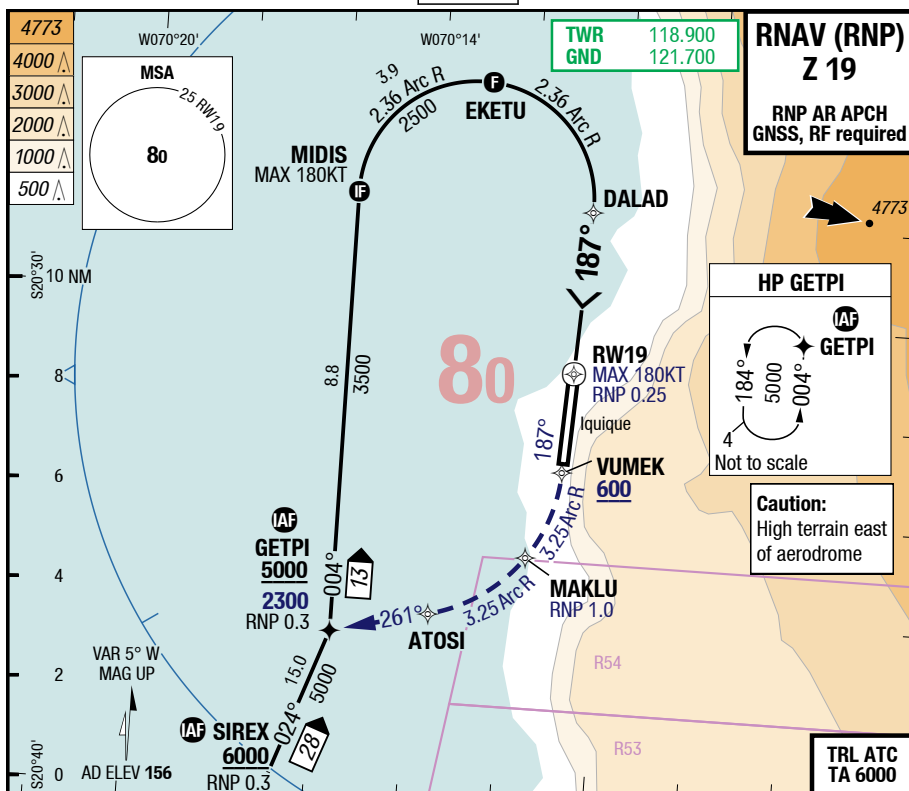 4773
4000
3000
2000
1000
500
W070°20'
W070°14'
MSA
25 RW19
80
TWR 118.900
GND 121.700
RNAV (RNP)
Z 19
RNP AR APCH
GNSS, RF required
3.9
2.36 Arc R
2500
F
EKETU
2.36 Arc R
MIDIS
MAX 180KT
IF
DALAD
187°
4773
S20°30'
10 NM
8
6
4
2
0
S20°40'
8.8
3500
80
HP GETPI
IAF
GETPI
184°
5000
004°
4
Not to scale
RW19
MAX 180KT
RNP 0.25
Iquique
187°
VUMEK
600
Caution:
High terrain east
of aerodrome
3.25 Arc R
IAF
GETPI
5000
2300
RNP 0.3
004°
13
MAKLU
RNP 1.0
3.25 Arc R
261°
ATOSI
R54
R53
VAR 5° W
MAG UP
AD ELEV 156
15.0
5000
024°
28
IAF
SIREX
6000
RNP 0.3
TRL ATC
TA 6000